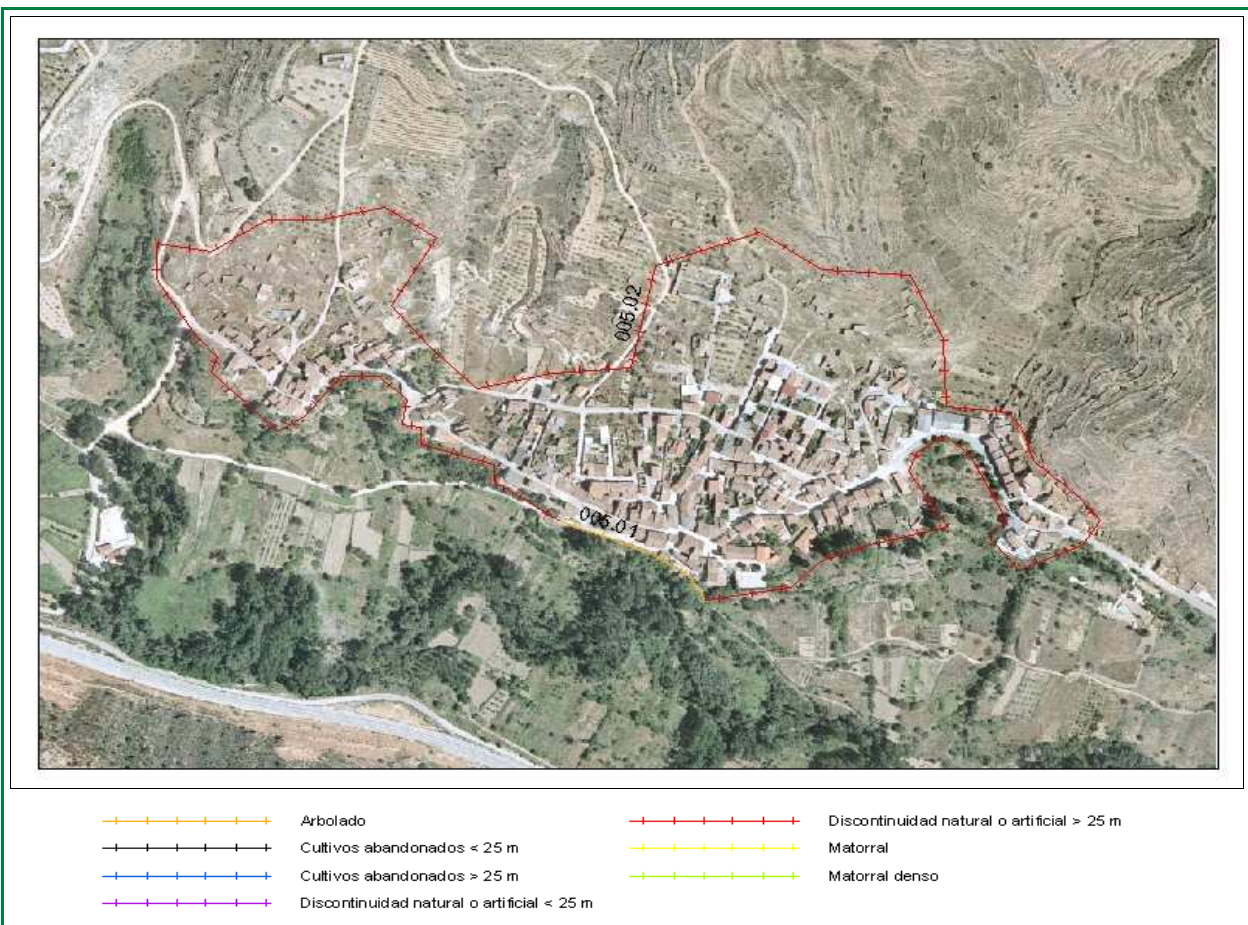 005.02
005.01
Arbolado
Cultivos abandonados < 25 m
Cultivos abandonados > 25 m
Discontinuidad natural o artificial < 25 m
Discontinuidad natural o artificial > 25 m
Matorral
Matorral denso